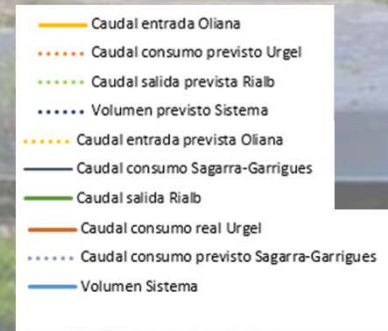 Caudal entrada Oliana
Caudal consumo previsto Urgel
Caudal salida prevista Rialb
Volumen previsto Sistema
Caudal entrada prevista Oliana
Caudal consumo Sagarra-Garrigues
Caudal salida Rialb
Caudal consumo real Urgel
Caudal consumo previsto Sagarra-Garrigues
Volumen Sistema